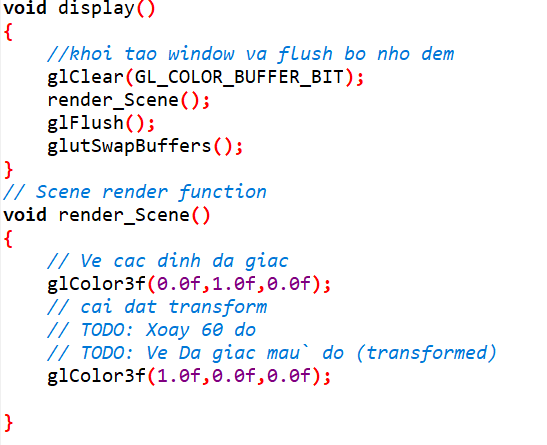 void display()
{
    //khoi tao window va flush bo nho dem
    glClear(GL_COLOR_BUFFER_BIT);
    render_Scene();
    glFlush();
    glutSwapBuffers();
}
// Scene render function
void render_Scene()
{
    // Ve cac dinh da giac
    glColor3f(0.0f,1.0f,0.0f);
    // cai dat transform
    // TODO: Xoay 60 do
    // TODO: Ve Da giac mau` do (transformed)
    glColor3f(1.0f,0.0f,0.0f);

}